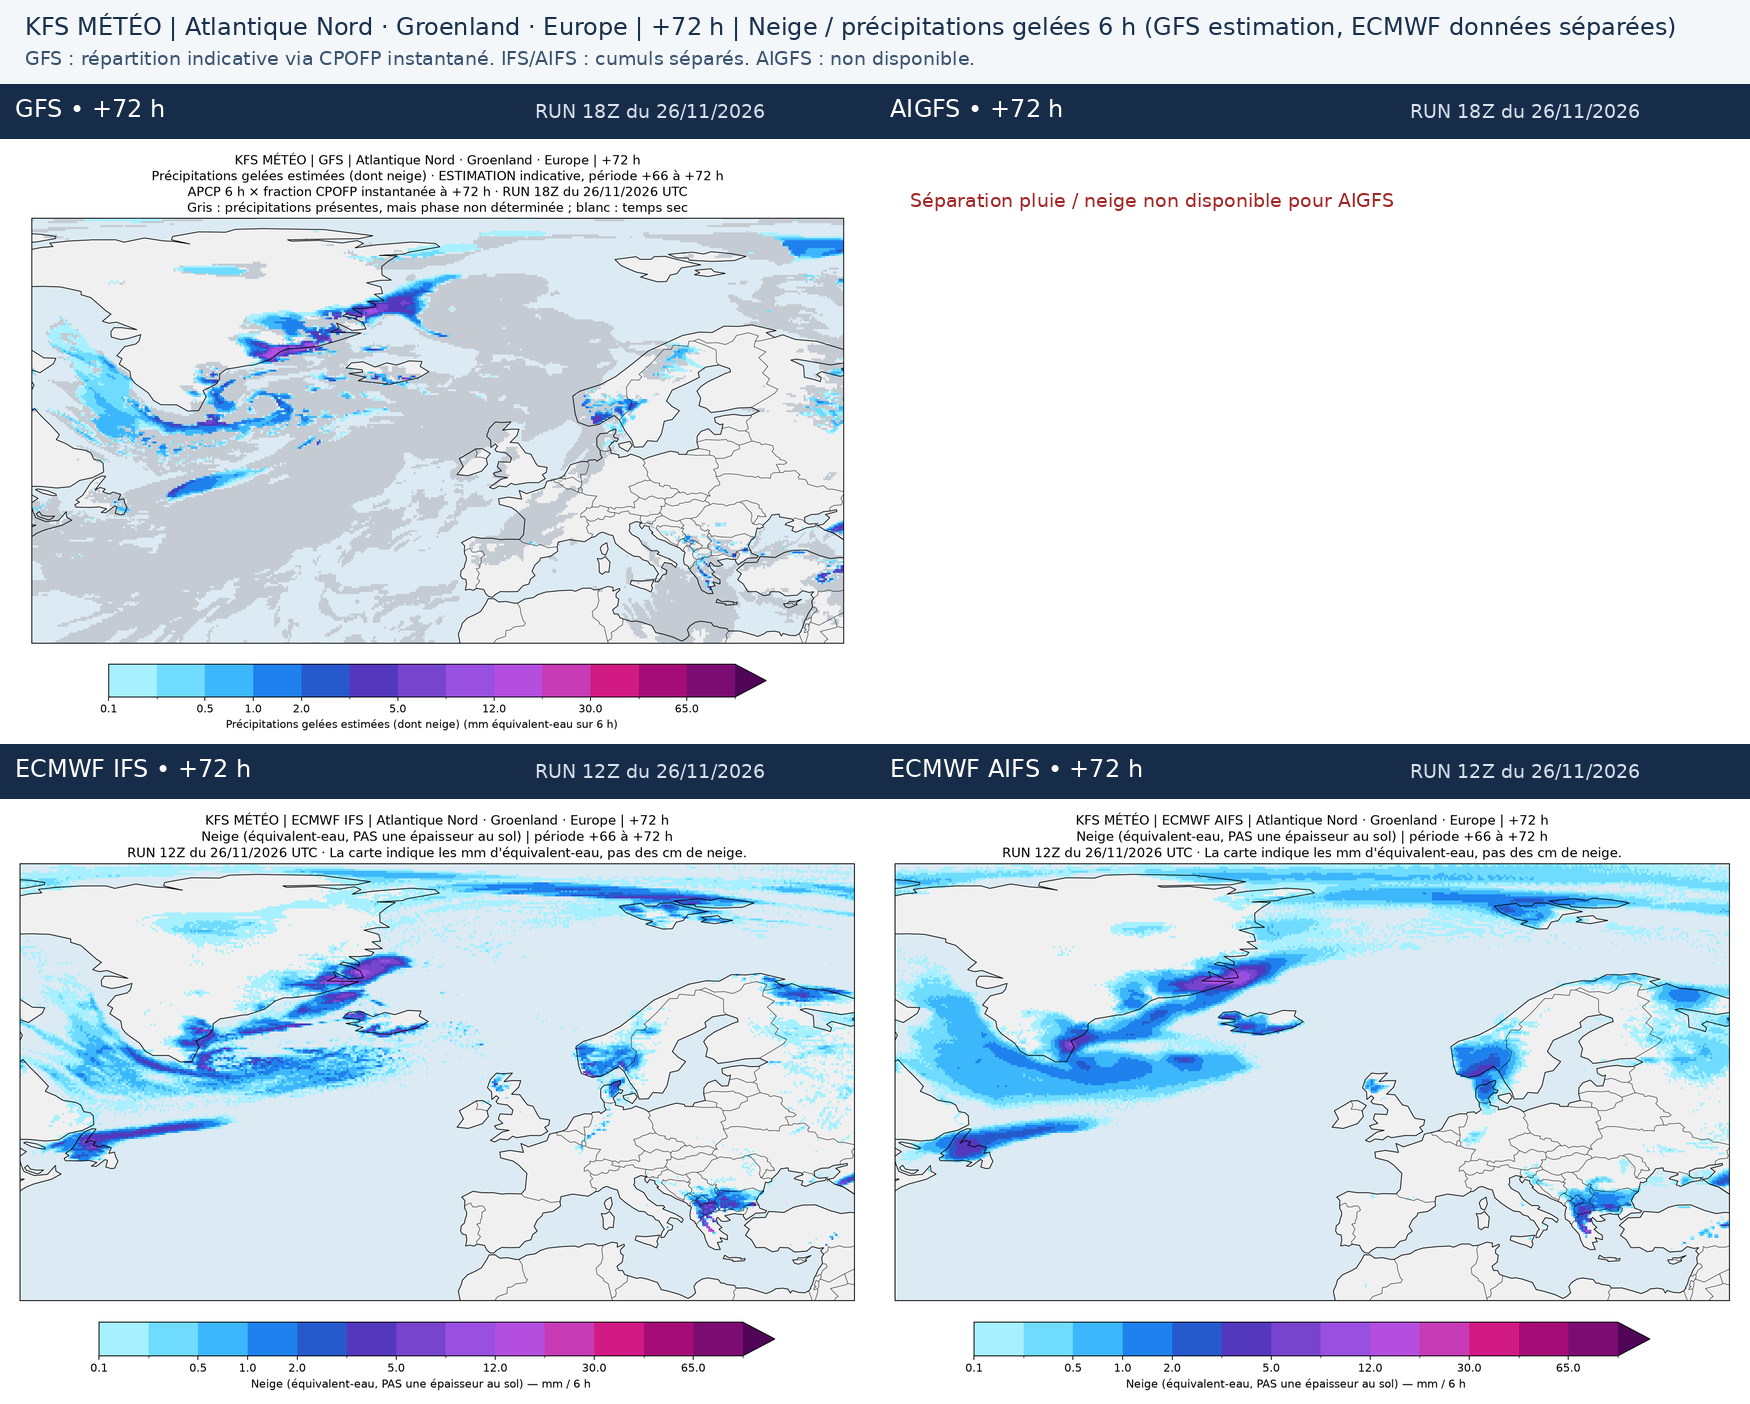 KFS MÉTÉO | Atlantique Nord · Groenland · Europe | +72 h | Neige / précipitations gelées 6 h (GFS estimation, ECMWF données séparées)
GFS : répartition indicative via CPOFP instantané. IFS/AIFS : cumuls séparés. AIGFS : non disponible.
GFS • +72 h
RUN 18Z du 26/11/2026
AIGFS • +72 h
RUN 18Z du 26/11/2026
KFS MÉTÉO | GFS | Atlantique Nord · Groenland · Europe | +72 h
Précipitations gelées estimées (dont neige) · ESTIMATION indicative, période +66 à +72 h
APCP 6 h × fraction CPOFP instantanée à +72 h · RUN 18Z du 26/11/2026 UTC
Gris : précipitations présentes, mais phase non déterminée ; blanc : temps sec
Séparation pluie / neige non disponible pour AIGFS
0.1 0.5 1.0 2.0 5.0 12.0 30.0 65.0
Précipitations gelées estimées (dont neige) (mm équivalent-eau sur 6 h)
ECMWF IFS • +72 h
RUN 12Z du 26/11/2026
ECMWF AIFS • +72 h
RUN 12Z du 26/11/2026
KFS MÉTÉO | ECMWF IFS | Atlantique Nord · Groenland · Europe | +72 h
Neige (équivalent-eau, PAS une épaisseur au sol) | période +66 à +72 h
RUN 12Z du 26/11/2026 UTC · La carte indique les mm d'équivalent-eau, pas des cm de neige.
KFS MÉTÉO | ECMWF AIFS | Atlantique Nord · Groenland · Europe | +72 h
Neige (équivalent-eau, PAS une épaisseur au sol) | période +66 à +72 h
RUN 12Z du 26/11/2026 UTC · La carte indique les mm d'équivalent-eau, pas des cm de neige.
0.1 0.5 1.0 2.0 5.0 12.0 30.0 65.0
Neige (équivalent-eau, PAS une épaisseur au sol) — mm / 6 h
0.1 0.5 1.0 2.0 5.0 12.0 30.0 65.0
Neige (équivalent-eau, PAS une épaisseur au sol) — mm / 6 h